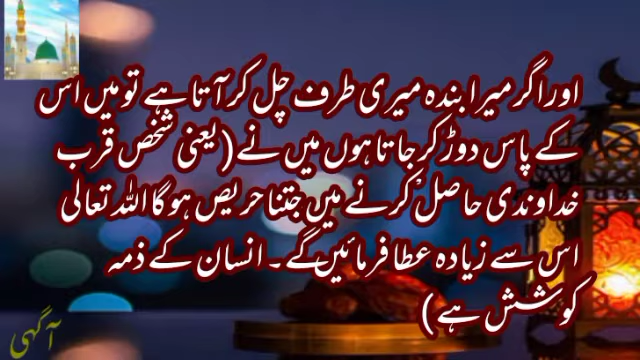 اور اگر میرا بندہ میری طرف چل کر آتا ہے تو میں اس
کے پاس دوڑ کر جاتا ہوں میں نے (یعنی شخص قرب
خداوندی حاصل کرنے میں جتنا حریص ہوگا اللہ تعالی
اس سے زیادہ عطا فرمائیں گے۔ انسان کے ذمہ
کوشش ہے)
آگہی